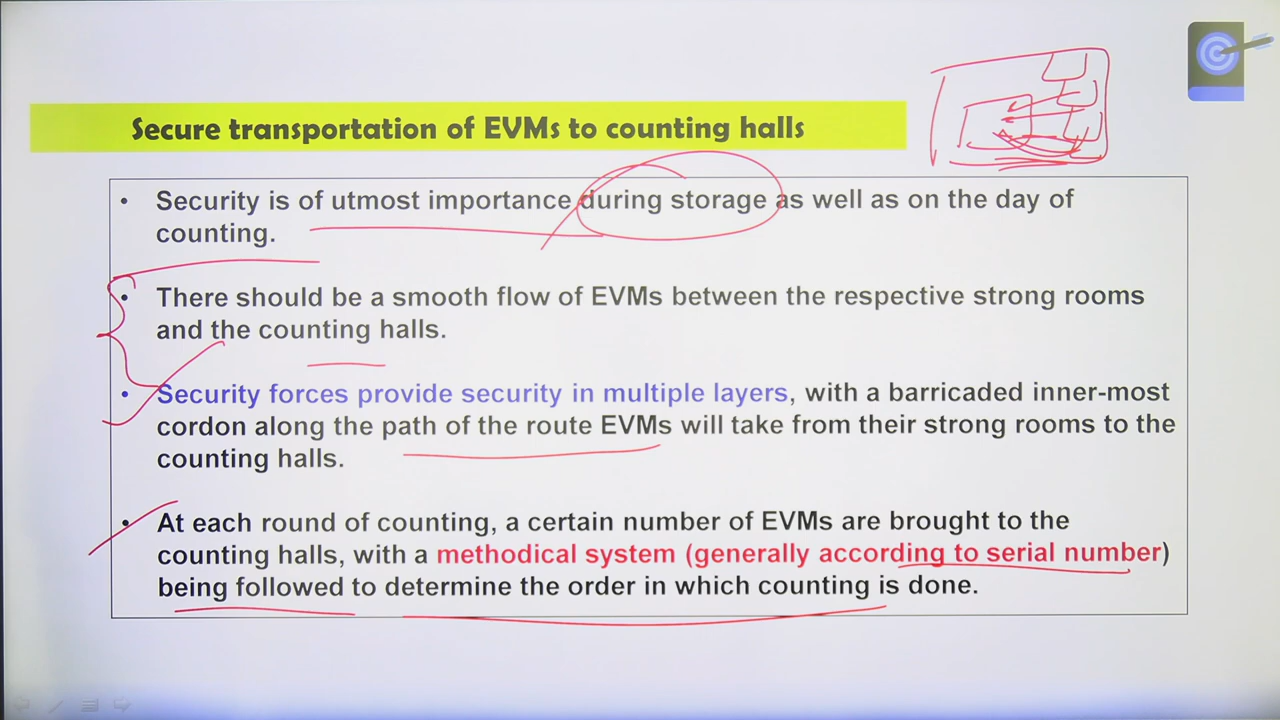 Secure transportation of EVMs to counting halls
• Security is of utmost importance during storage as well as on the day of
counting.
• There should be a smooth flow of EVMs between the respective strong rooms
and the counting halls.
• Security forces provide security in multiple layers, with a barricaded inner-most
cordon along the path of the route EVMs will take from their strong rooms to the
counting halls.
• At each round of counting, a certain number of EVMs are brought to the
counting halls, with a methodical system (generally according to serial number)
being followed to determine the order in which counting is done.